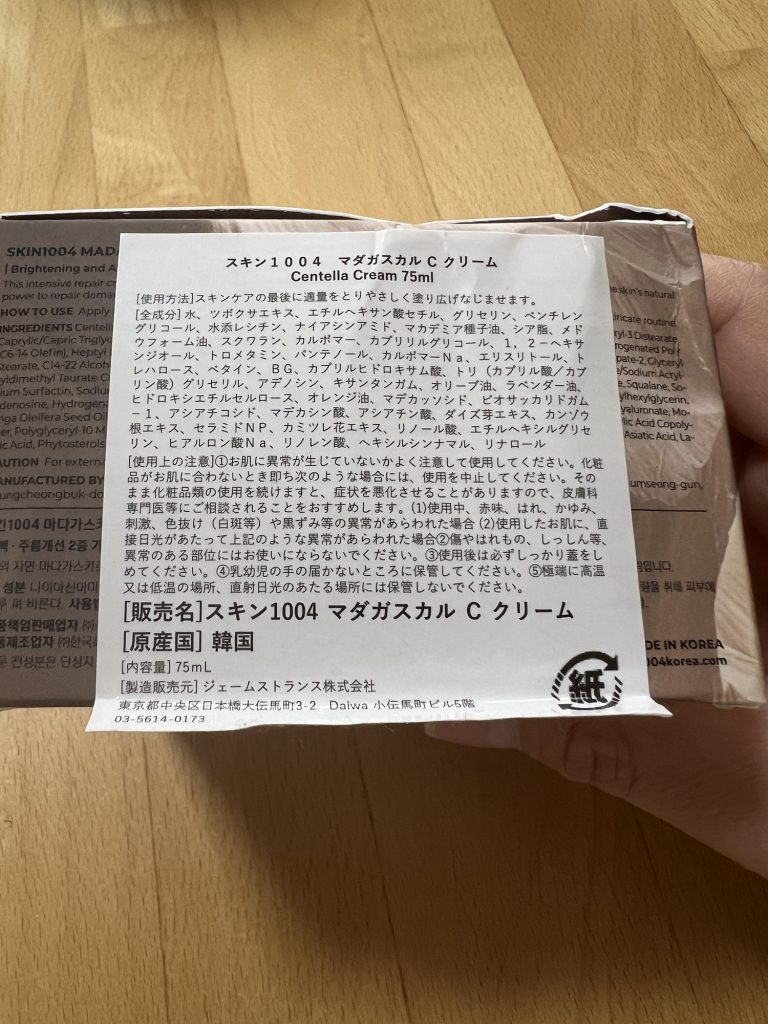 スキン１００４　マダガスカル C クリーム
Centella Cream 75ml
[使用方法]スキンケアの最後に適量をとりやさしく塗り広げなじませます。
[全成分] 水、ツボクサエキス、エチルヘキサン酸セチル、グリセリン、ペンチレン
グリコール、水添レシチン、ナイアシンアミド、マカデミア種子油、シア脂、メド
ウフォーム油、スクワラン、カルボマー、カプリリルグリコール、１，２−ヘキサ
ンジオール、トロメタミン、パンテノール、カルボマーＮａ、エリスリトール、ト
レハロース、ベタイン、ＢＧ、カプリルヒドロキサム酸、トリ（カプリル酸／カプ
リン酸）グリセリル、アデノシン、キサンタンガム、オリーブ油、ラベンダー油、
ヒドロキシエチルセルロース、オレンジ油、マデカッソシド、ビオサッカリドガム
−１、アシアチコシド、マデカシン酸、アシアチン酸、ダイズ芽エキス、カンゾウ
根エキス、セラミドNP、カミツレ花エキス、リノール酸、エチルヘキシルグリセ
リン、ヒアルロン酸Ｎａ、リノレン酸、ヘキシルシンナマル、リナロール
[使用上の注意]①お肌に異常が生じていないかよく注意して使用してください。化粧
品がお肌に合わないとき即ち次のような場合には、使用を中止してください。その
まま化粧品類の使用を続けますと、症状を悪化させることがありますので、皮膚科
専門医等にご相談されることをおすすめします。(1)使用中、赤味、はれ、かゆみ、
刺激、色抜け（白斑等）や黒ずみ等の異常があらわれた場合 (2)使用したお肌に、直
接日光があたって上記のような異常があらわれた場合②傷やはれもの、しっしん等、
異常のある部位にはお使いにならないでください。③使用後は必ずしっかり蓋をし
めてください。④乳幼児の手の届かないところに保管してください。⑤極端に高温
又は低温の場所、直射日光のあたる場所には保管しないでください。
[販売名]スキン1004 マダガスカル C クリーム
[原産国] 韓国
[内容量] 75mL
[製造販売元] ジェームストランス株式会社
東京都中央区日本橋大伝馬町3-2　Daiwa 小伝馬町ビル5階
03-5614-0173
紙
SKIN1004
Brightening and
This intensive repair
power to repair
HOW TO USE Apply
INGREDIENTS
Caprylic/Capric
(C6-14 Olefin),
C14-22
Taurate
Surfactin, Sodium
Oleifera Seed
Polyglyceryl-10
Acid, Phytosterols
For
MANUFACTURED
1004
the skin's natural
routine
Distearate
Squalane,
Asiatic Acid,
MADE IN KOREA